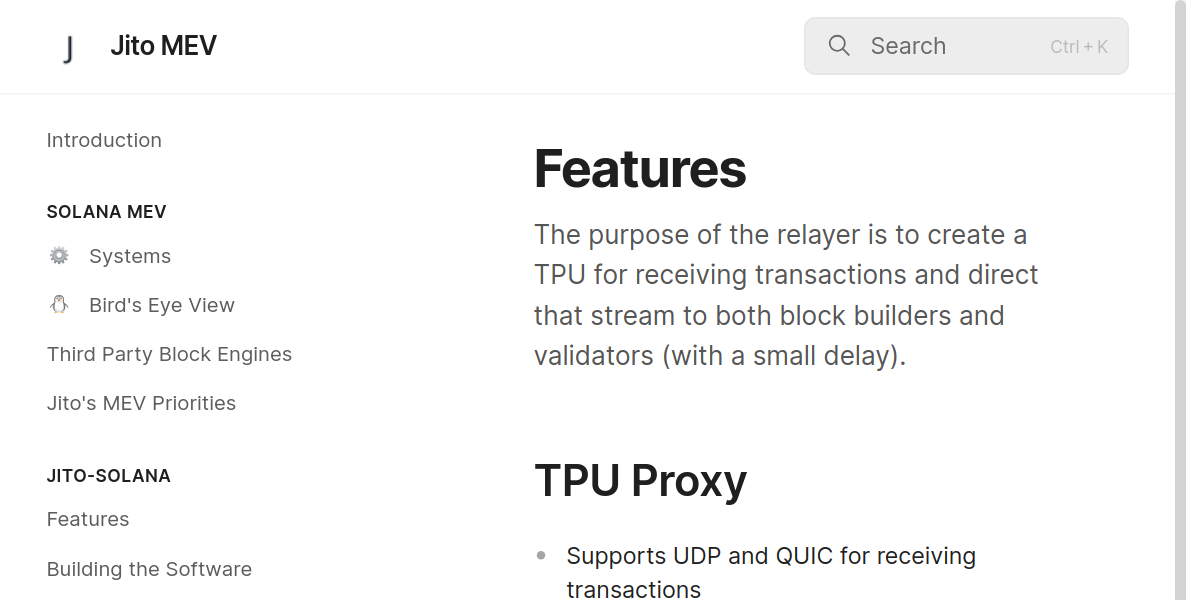 Jito MEV
Search
Ctrl + K
Introduction
SOLANA MEV
Systems
Bird's Eye View
Third Party Block Engines
Jito's MEV Priorities
JITO-SOLANA
Features
Building the Software
Features
The purpose of the relayer is to create a
TPU for receiving transactions and direct
that stream to both block builders and
validators (with a small delay).
TPU Proxy
Supports UDP and QUIC for receiving
transactions